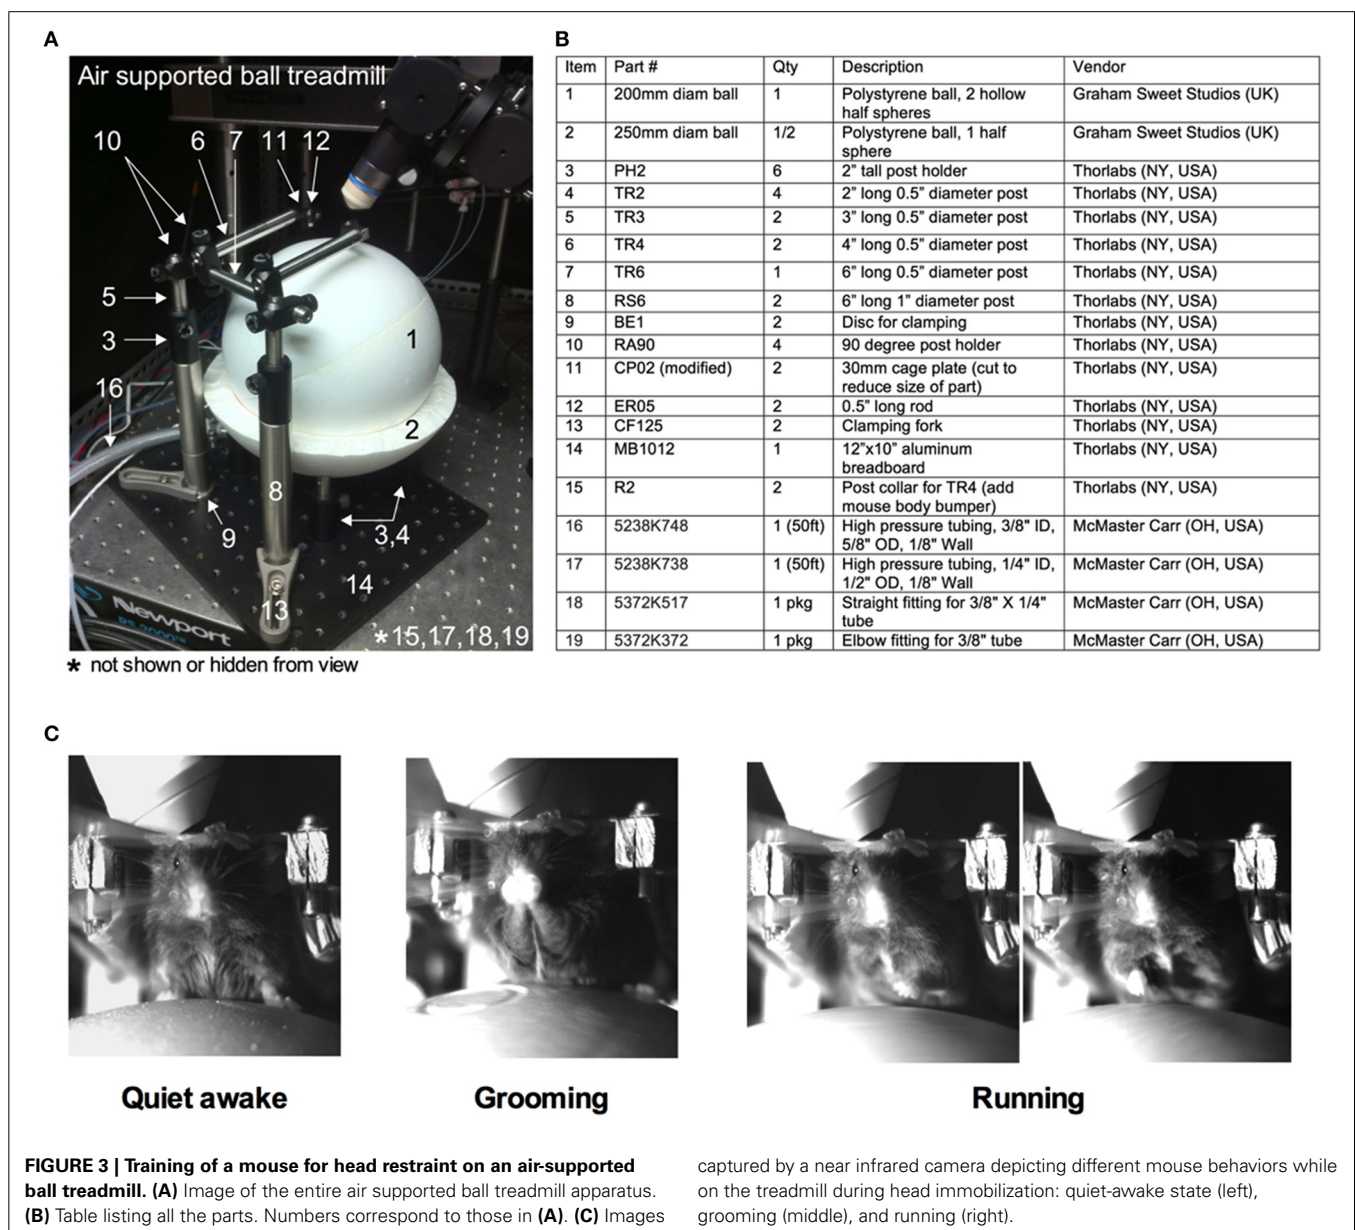 A
Air supported ball treadmill
10
6
7
11
12
5
3
16
1
2
8
9
3,4
14
13
Newport
RS 2000™
*15,17,18,19
* not shown or hidden from view
B
Item Part # Qty Description Vendor
1 200mm diam ball 1 Polystyrene ball, 2 hollow Graham Sweet Studios (UK)
half spheres
2 250mm diam ball 1/2 Polystyrene ball, 1 half Graham Sweet Studios (UK)
sphere
3 PH2 6 2” tall post holder Thorlabs (NY, USA)
4 TR2 4 2” long 0.5” diameter post Thorlabs (NY, USA)
5 TR3 2 3” long 0.5” diameter post Thorlabs (NY, USA)
6 TR4 2 4” long 0.5” diameter post Thorlabs (NY, USA)
7 TR6 1 6” long 0.5” diameter post Thorlabs (NY, USA)
8 RS6 2 6” long 1” diameter post Thorlabs (NY, USA)
9 BE1 2 Disc for clamping Thorlabs (NY, USA)
10 RA90 4 90 degree post holder Thorlabs (NY, USA)
11 CP02 (modified) 2 30mm cage plate (cut to Thorlabs (NY, USA)
reduce size of part)
12 ER05 2 0.5” long rod Thorlabs (NY, USA)
13 CF125 2 Clamping fork Thorlabs (NY, USA)
14 MB1012 1 12”x10” aluminum Thorlabs (NY, USA)
breadboard
15 R2 2 Post collar for TR4 (add Thorlabs (NY, USA)
mouse body bumper)
16 5238K748 1 (50ft) High pressure tubing, 3/8" ID, McMaster Carr (OH, USA)
5/8" OD, 1/8" Wall
17 5238K738 1 (50ft) High pressure tubing, 1/4" ID, McMaster Carr (OH, USA)
1/2" OD, 1/8" Wall
18 5372K517 1 pkg Straight fitting for 3/8" X 1/4" McMaster Carr (OH, USA)
tube
19 5372K372 1 pkg Elbow fitting for 3/8" tube McMaster Carr (OH, USA)
C
Quiet awake
Grooming
Running
FIGURE 3 | Training of a mouse for head restraint on an air-supported
ball treadmill. (A) Image of the entire air supported ball treadmill apparatus.
(B) Table listing all the parts. Numbers correspond to those in (A). (C) Images
captured by a near infrared camera depicting different mouse behaviors while
on the treadmill during head immobilization: quiet-awake state (left),
grooming (middle), and running (right).